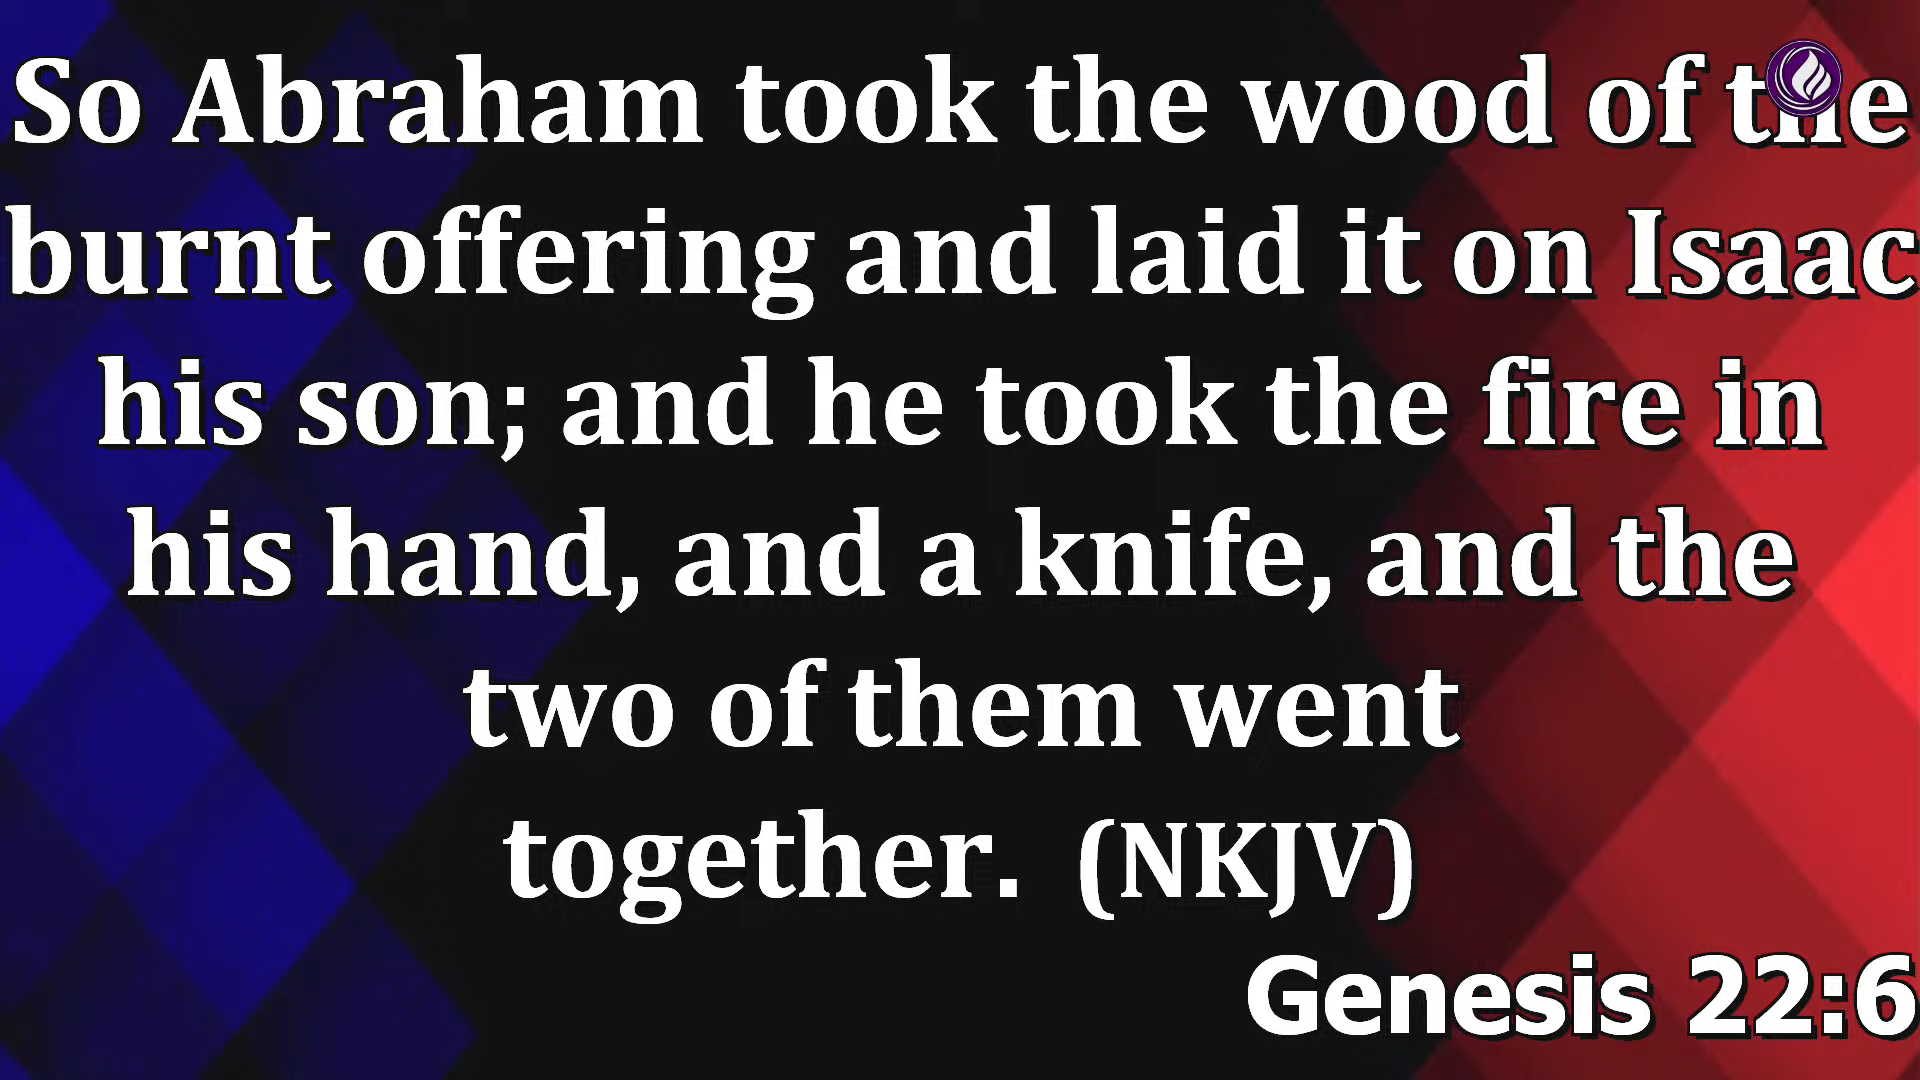 So Abraham took the wood of the
burnt offering and laid it on Isaac
his son; and he took the fire in
his hand, and a knife, and the
two of them went
together.  (NKJV)
Genesis 22:6